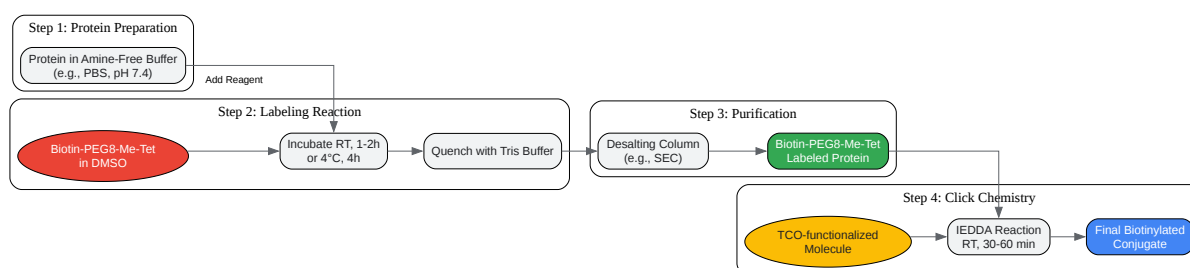 Step 1: Protein Preparation
Protein in Amine-Free Buffer
(e.g., PBS, pH 7.4)
Add Reagent
Step 2: Labeling Reaction
Biotin-PEG8-Me-Tet
in DMSO
Incubate RT, 1-2h
or 4°C, 4h
Quench with Tris Buffer
Step 3: Purification
Desalting Column
(e.g., SEC)
Biotin-PEG8-Me-Tet
Labeled Protein
Step 4: Click Chemistry
TCO-functionalized
Molecule
IEDDA Reaction
RT, 30-60 min
Final Biotinylated
Conjugate